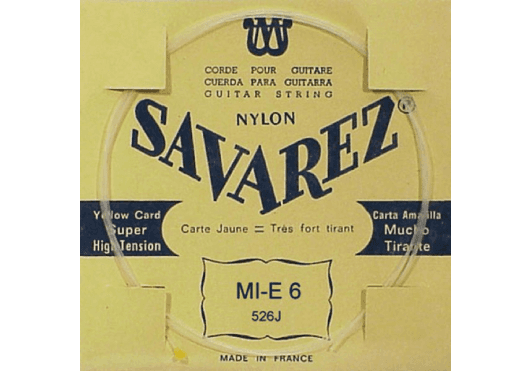 CORDE POUR GUITARE
CUERDA PARA GUITARRA
GUITAR STRING
NYLON
SAVAREZ®
Yellow Card
Super
High Tension
Carte Jaune = Très fort tirant
Carta Amarilla
Mucho
Tirante
MI-E 6
526J
MADE IN FRANCE